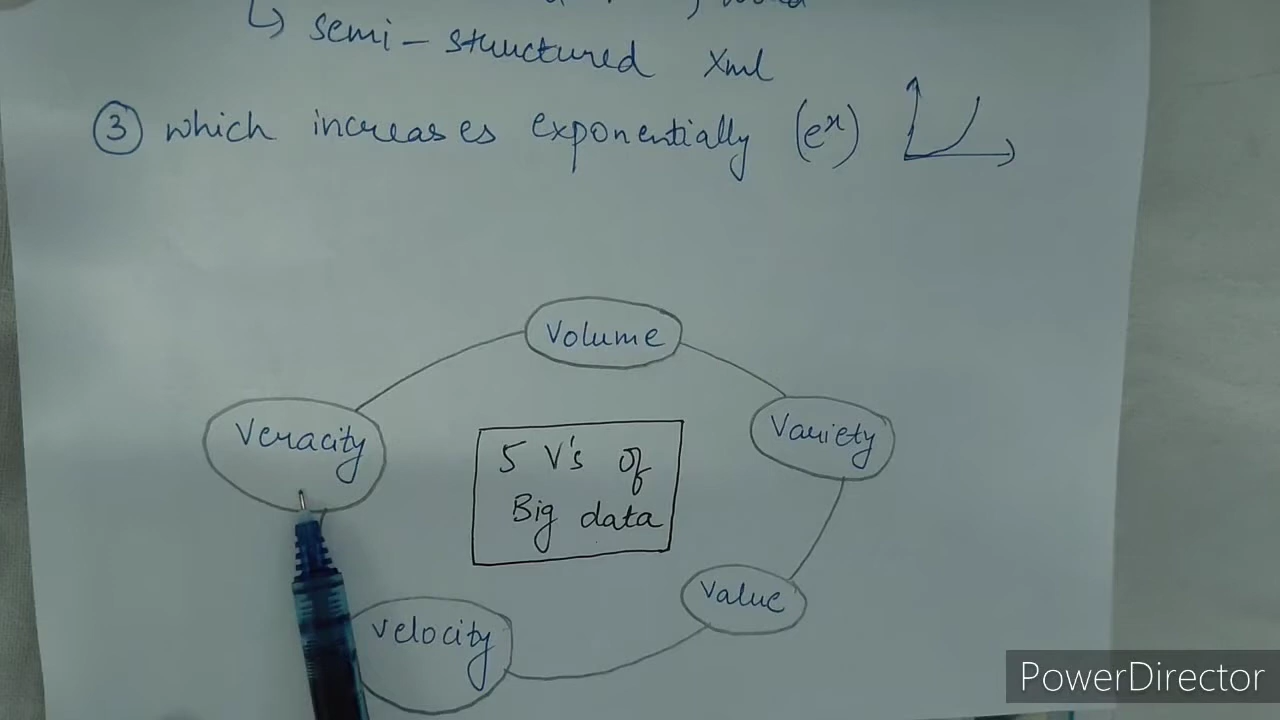 ↳ semi-structured Xml
③ which increases exponentially (eˣ)
Volume
Veracity
Variety
5 V's of
Big data
Value
Velocity
PowerDirector